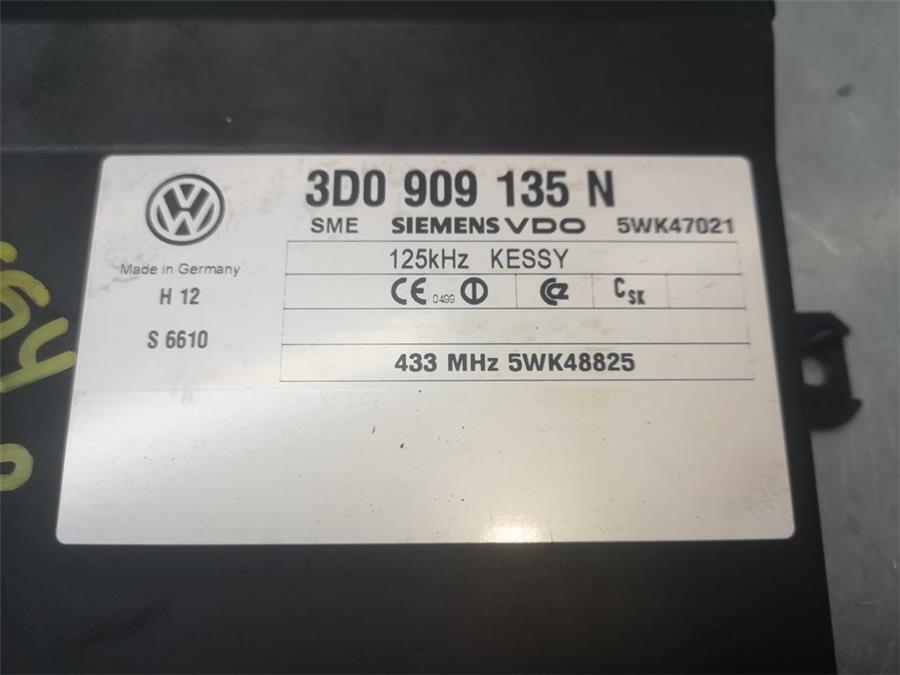 3D0 909 135 N
SME SIEMENS VDO 5WK47021
125kHz KESSY
Made in Germany
H 12
S 6610
CE 0499
C SK
433 MHz 5WK48825